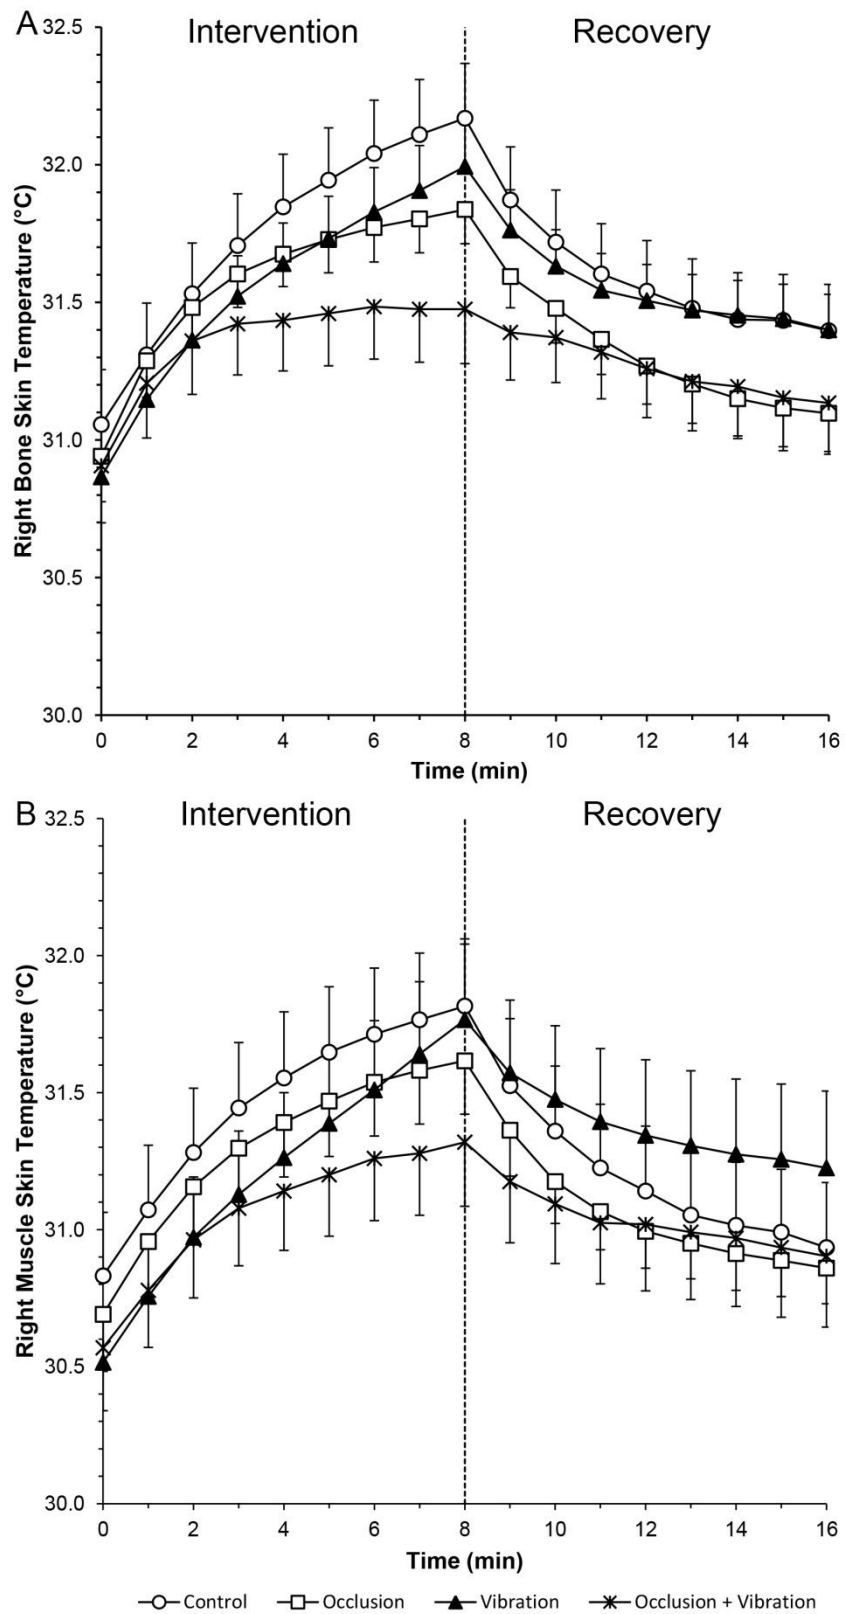 A
Intervention Recovery
32.5
32.0
31.5
31.0
30.5
30.0
Right Bone Skin Temperature (°C)
0 2 4 6 8 10 12 14 16
Time (min)
B
Intervention Recovery
32.5
32.0
31.5
31.0
30.5
30.0
Right Muscle Skin Temperature (°C)
0 2 4 6 8 10 12 14 16
Time (min)
Control Occlusion Vibration Occlusion + Vibration